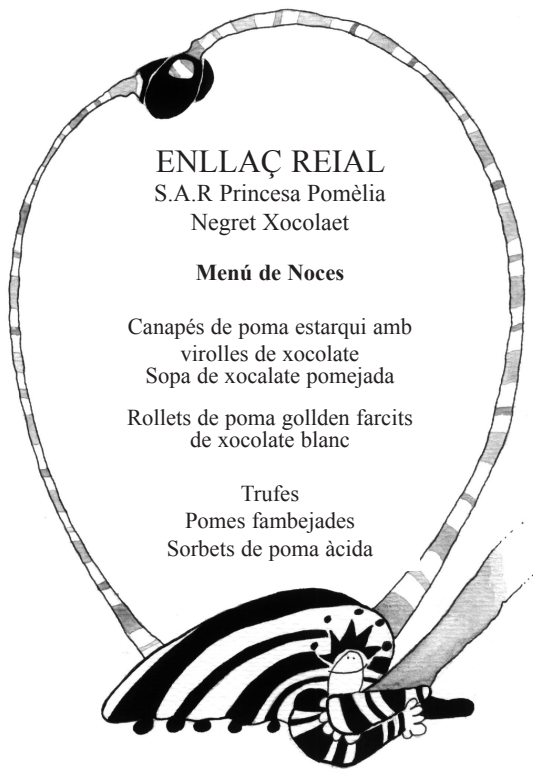 ENLLAÇ REIAL
S.A.R Princesa Pomèlia
Negret Xocolaet
Menú de Noces
Canapés de poma estarqui amb
virolles de xocolate
Sopa de xocalate pomejada
Rollets de poma gollden farcits
de xocolate blanc
Trufes
Pomes fambejades
Sorbets de poma àcida